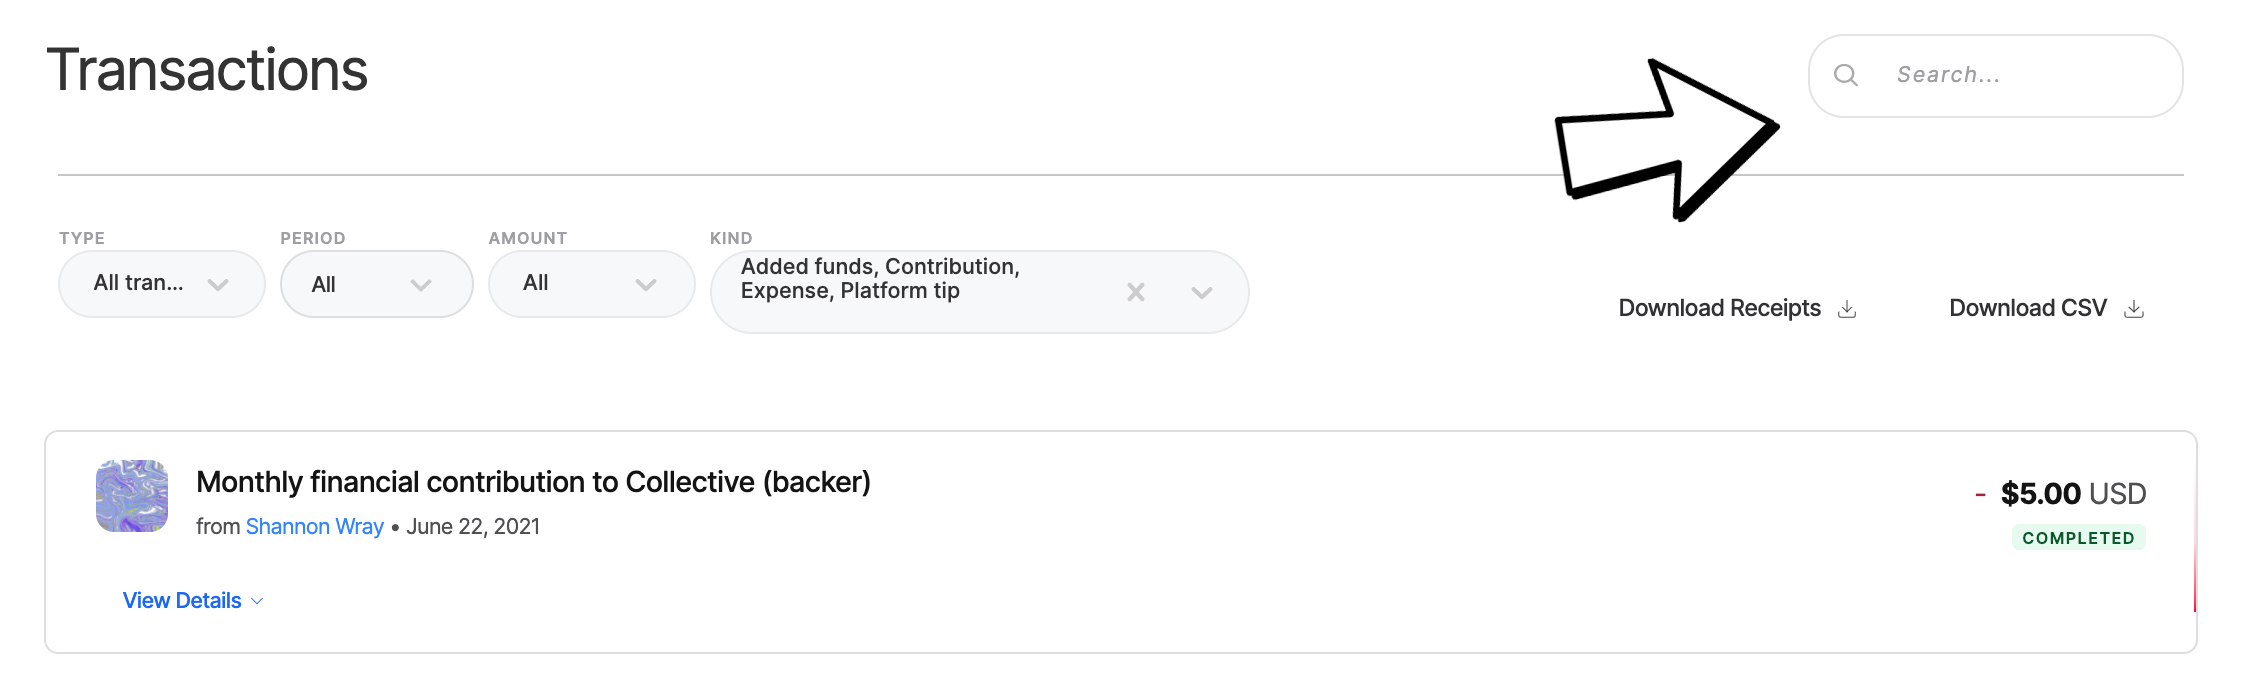 Transactions
Search...
TYPE
PERIOD
AMOUNT
KIND
All tran...
All
All
Added funds, Contribution,
Expense, Platform tip
Download Receipts
Download CSV
Monthly financial contribution to Collective (backer)
- $5.00 USD
from Shannon Wray • June 22, 2021
COMPLETED
View Details